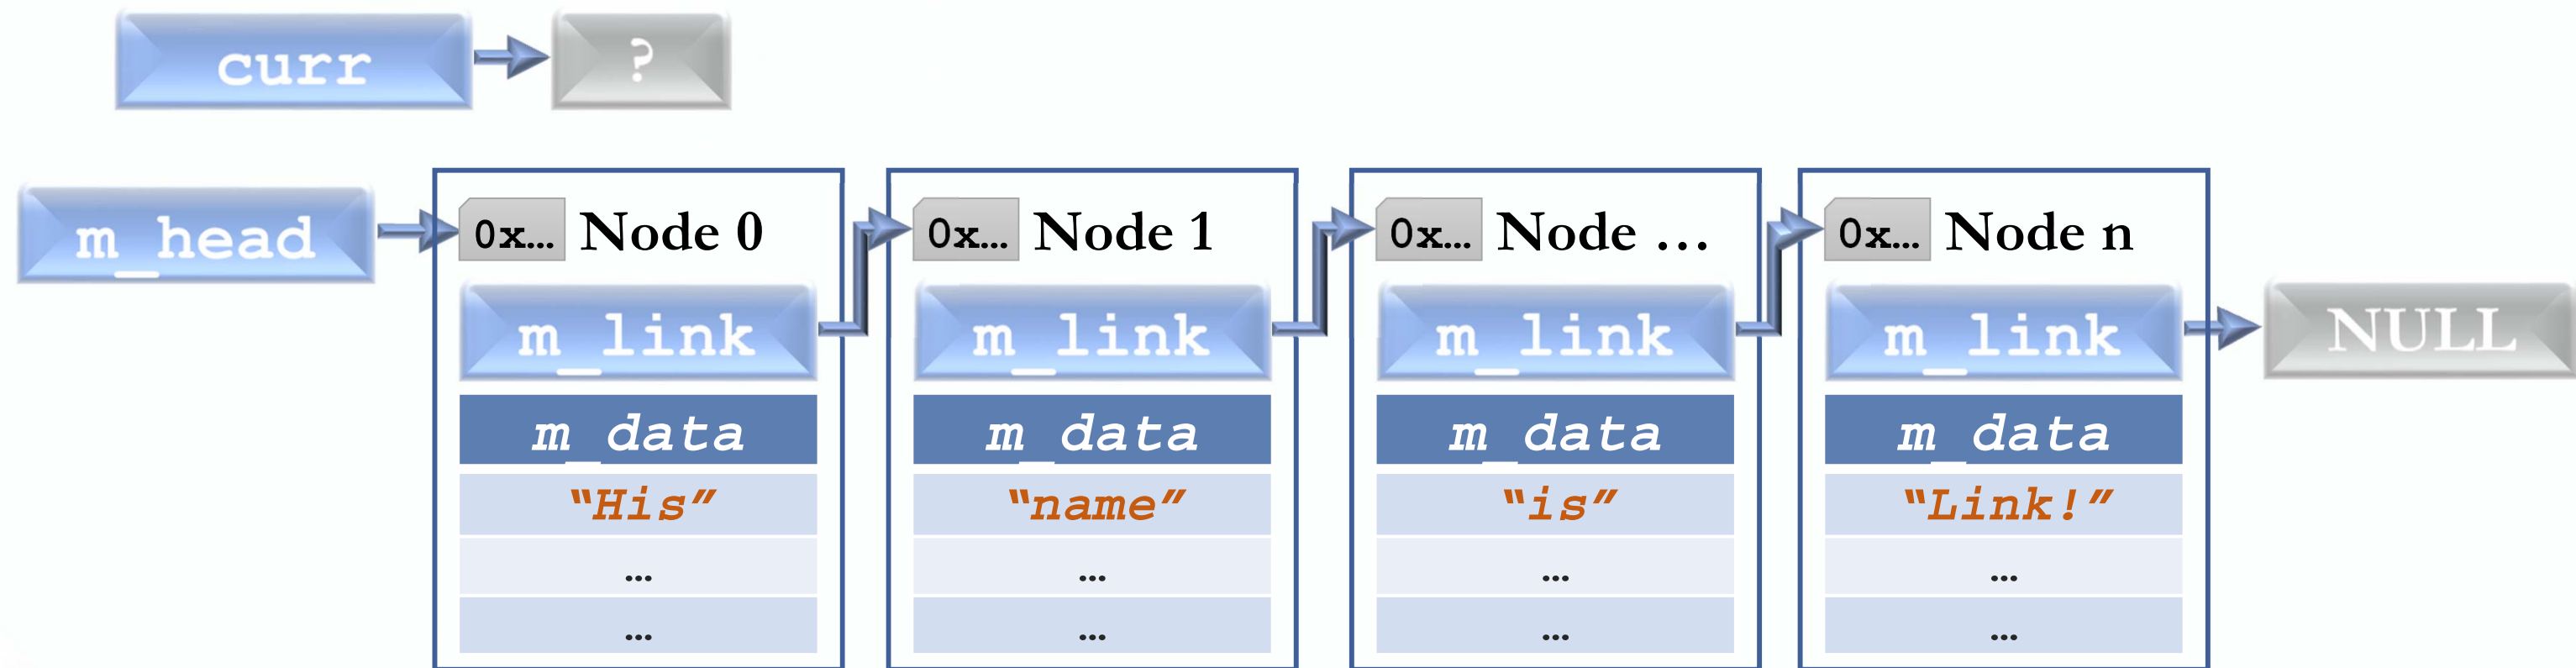 curr ?
m_head
0x… Node 0 0x… Node 1 0x… Node … 0x… Node n
m_link m_link m_link m_link NULL
m_data m_data m_data m_data
“His” “name” “is” “Link!”
… … … …
… … … …